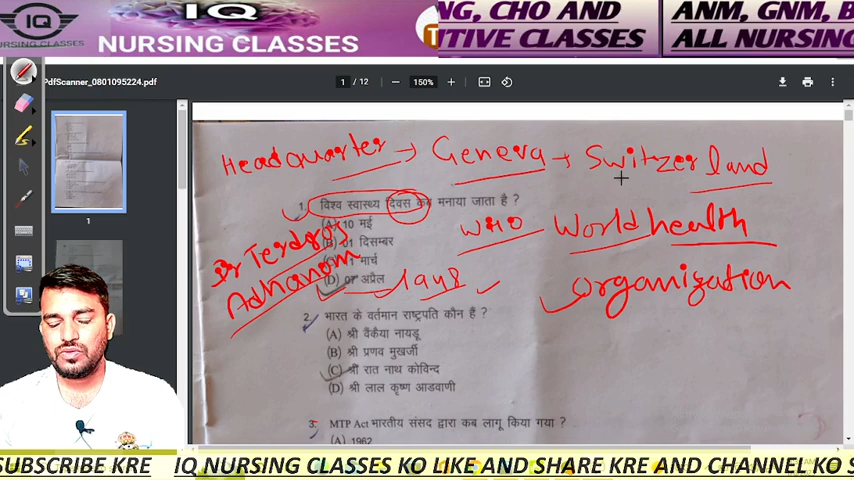 IQ
NURSING CLASSES
NURSING CLASSES
NG, CHO AND
TITIVE CLASSES
ANM, GNM, B
ALL NURSING
PdfScanner_0801095224.pdf
1 / 12
150%
1
Headquarter → Geneva → Switzerland
1. विश्व स्वास्थ्य दिवस कब मनाया जाता है ?
(A) 10 मई
(B) 01 दिसम्बर
मार्च
(D) 07 अप्रैल
WHO World health
organization
Dr Terdros
Adhanom
1948
2. भारत के वर्तमान राष्ट्रपति कौन है ?
(A) श्री वैंकैया नायडू
(B) श्री प्रणव मुखर्जी
(C) श्री रात नाथ कोविन्द
(D) श्री लाल कृष्ण आडवाणी
3. MTP Act भारतीय संसद द्वारा कब लागू किया गया ?
(A) 1962
SUBSCRIBE KRE IQ NURSING CLASSES KO LIKE AND SHARE KRE AND CHANNEL KO S